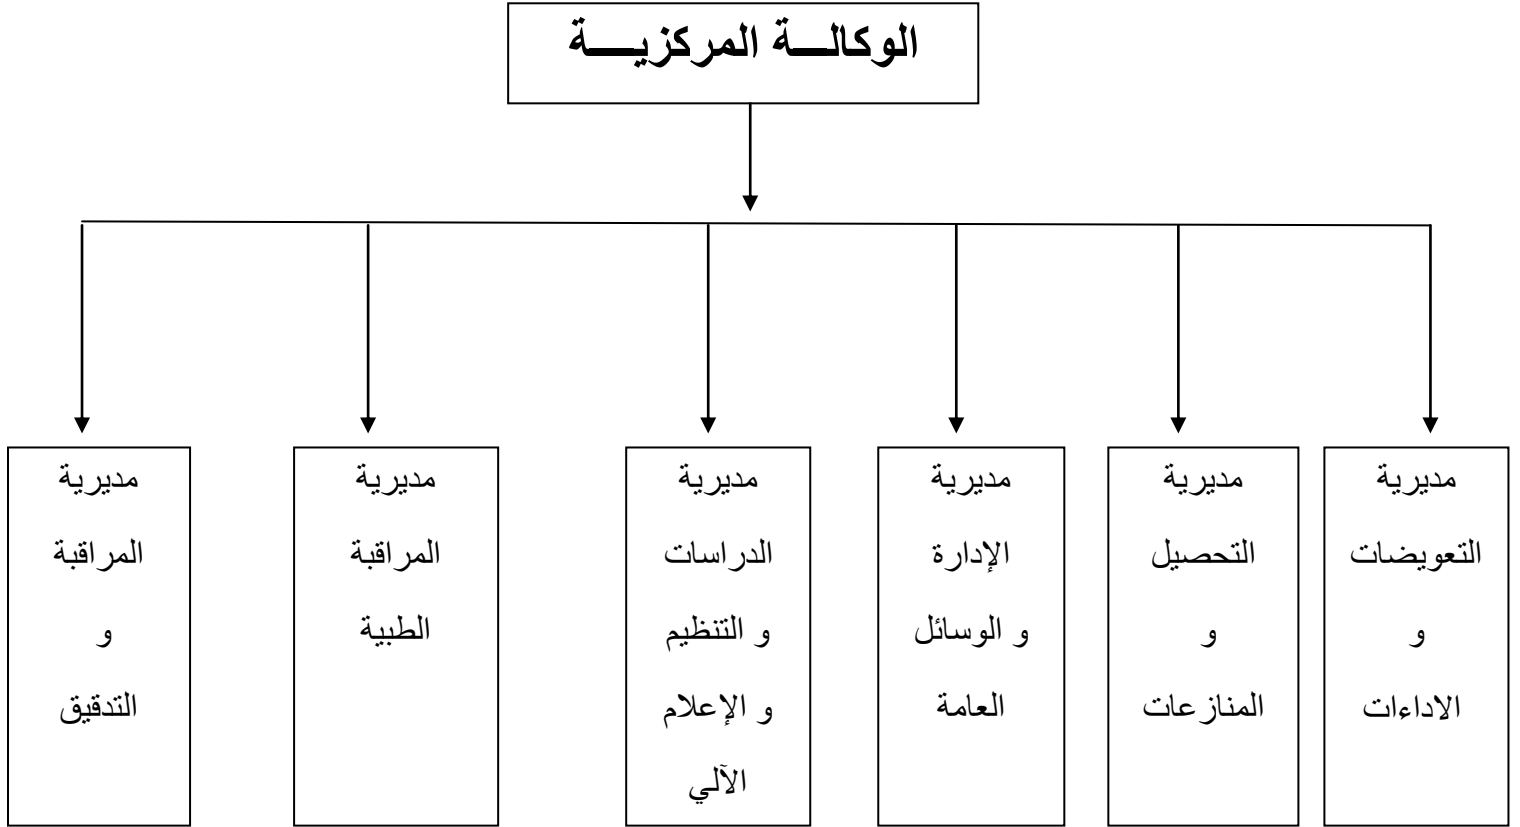 الوكالـــة المركزيـــة
مديرية
التعويضات
و
الاداءات
مديرية
التحصيل
و
المنازعات
مديرية
الإدارة
و الوسائل
العامة
مديرية
الدراسات
و التنظيم
و الإعلام
الآلي
مديرية
المراقبة
الطبية
مديرية
المراقبة
و
التدقيق